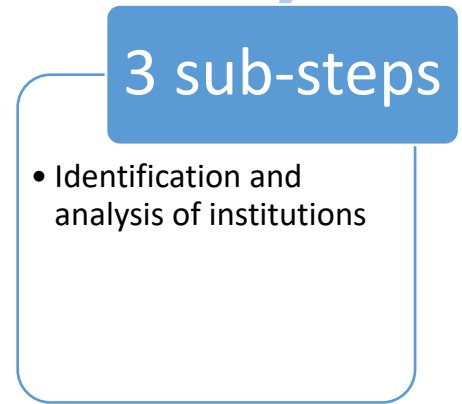 3 sub-steps
• Identification and
analysis of institutions